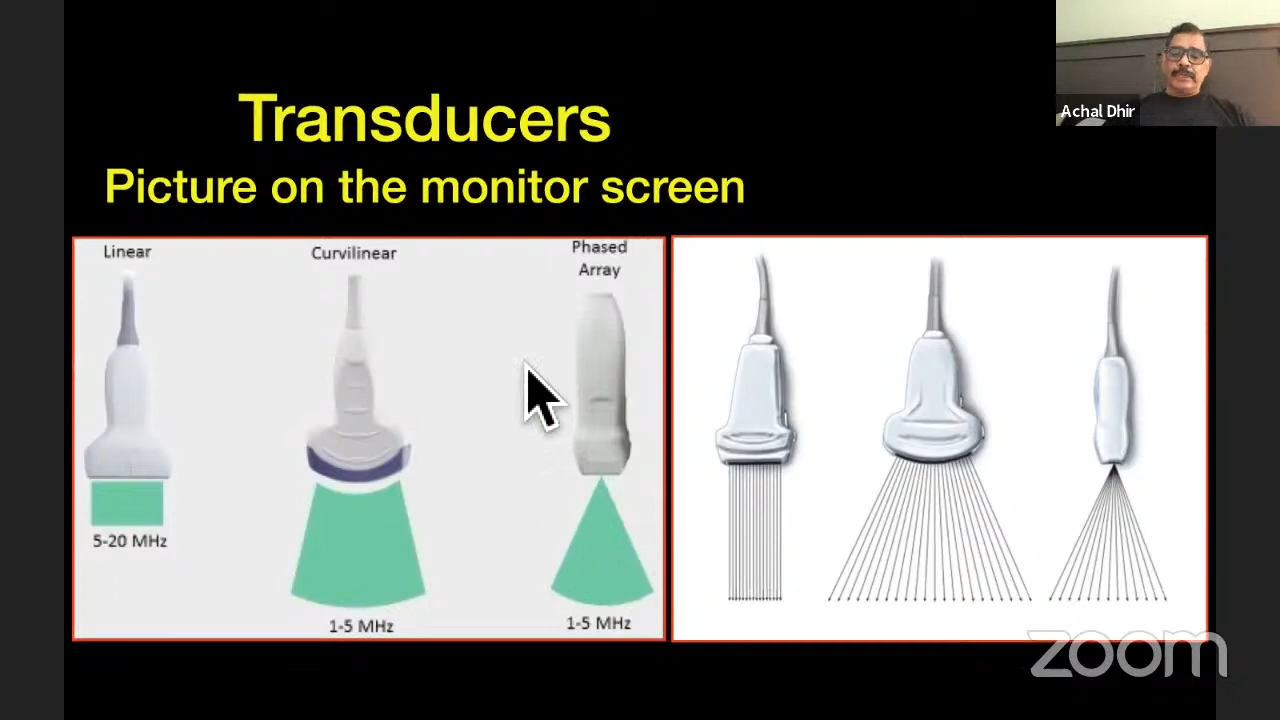 Transducers
Picture on the monitor screen
Achal Dhir
Linear
Curvilinear
Phased
Array
5-20 MHz
1-5 MHz
1-5 MHz
zoom